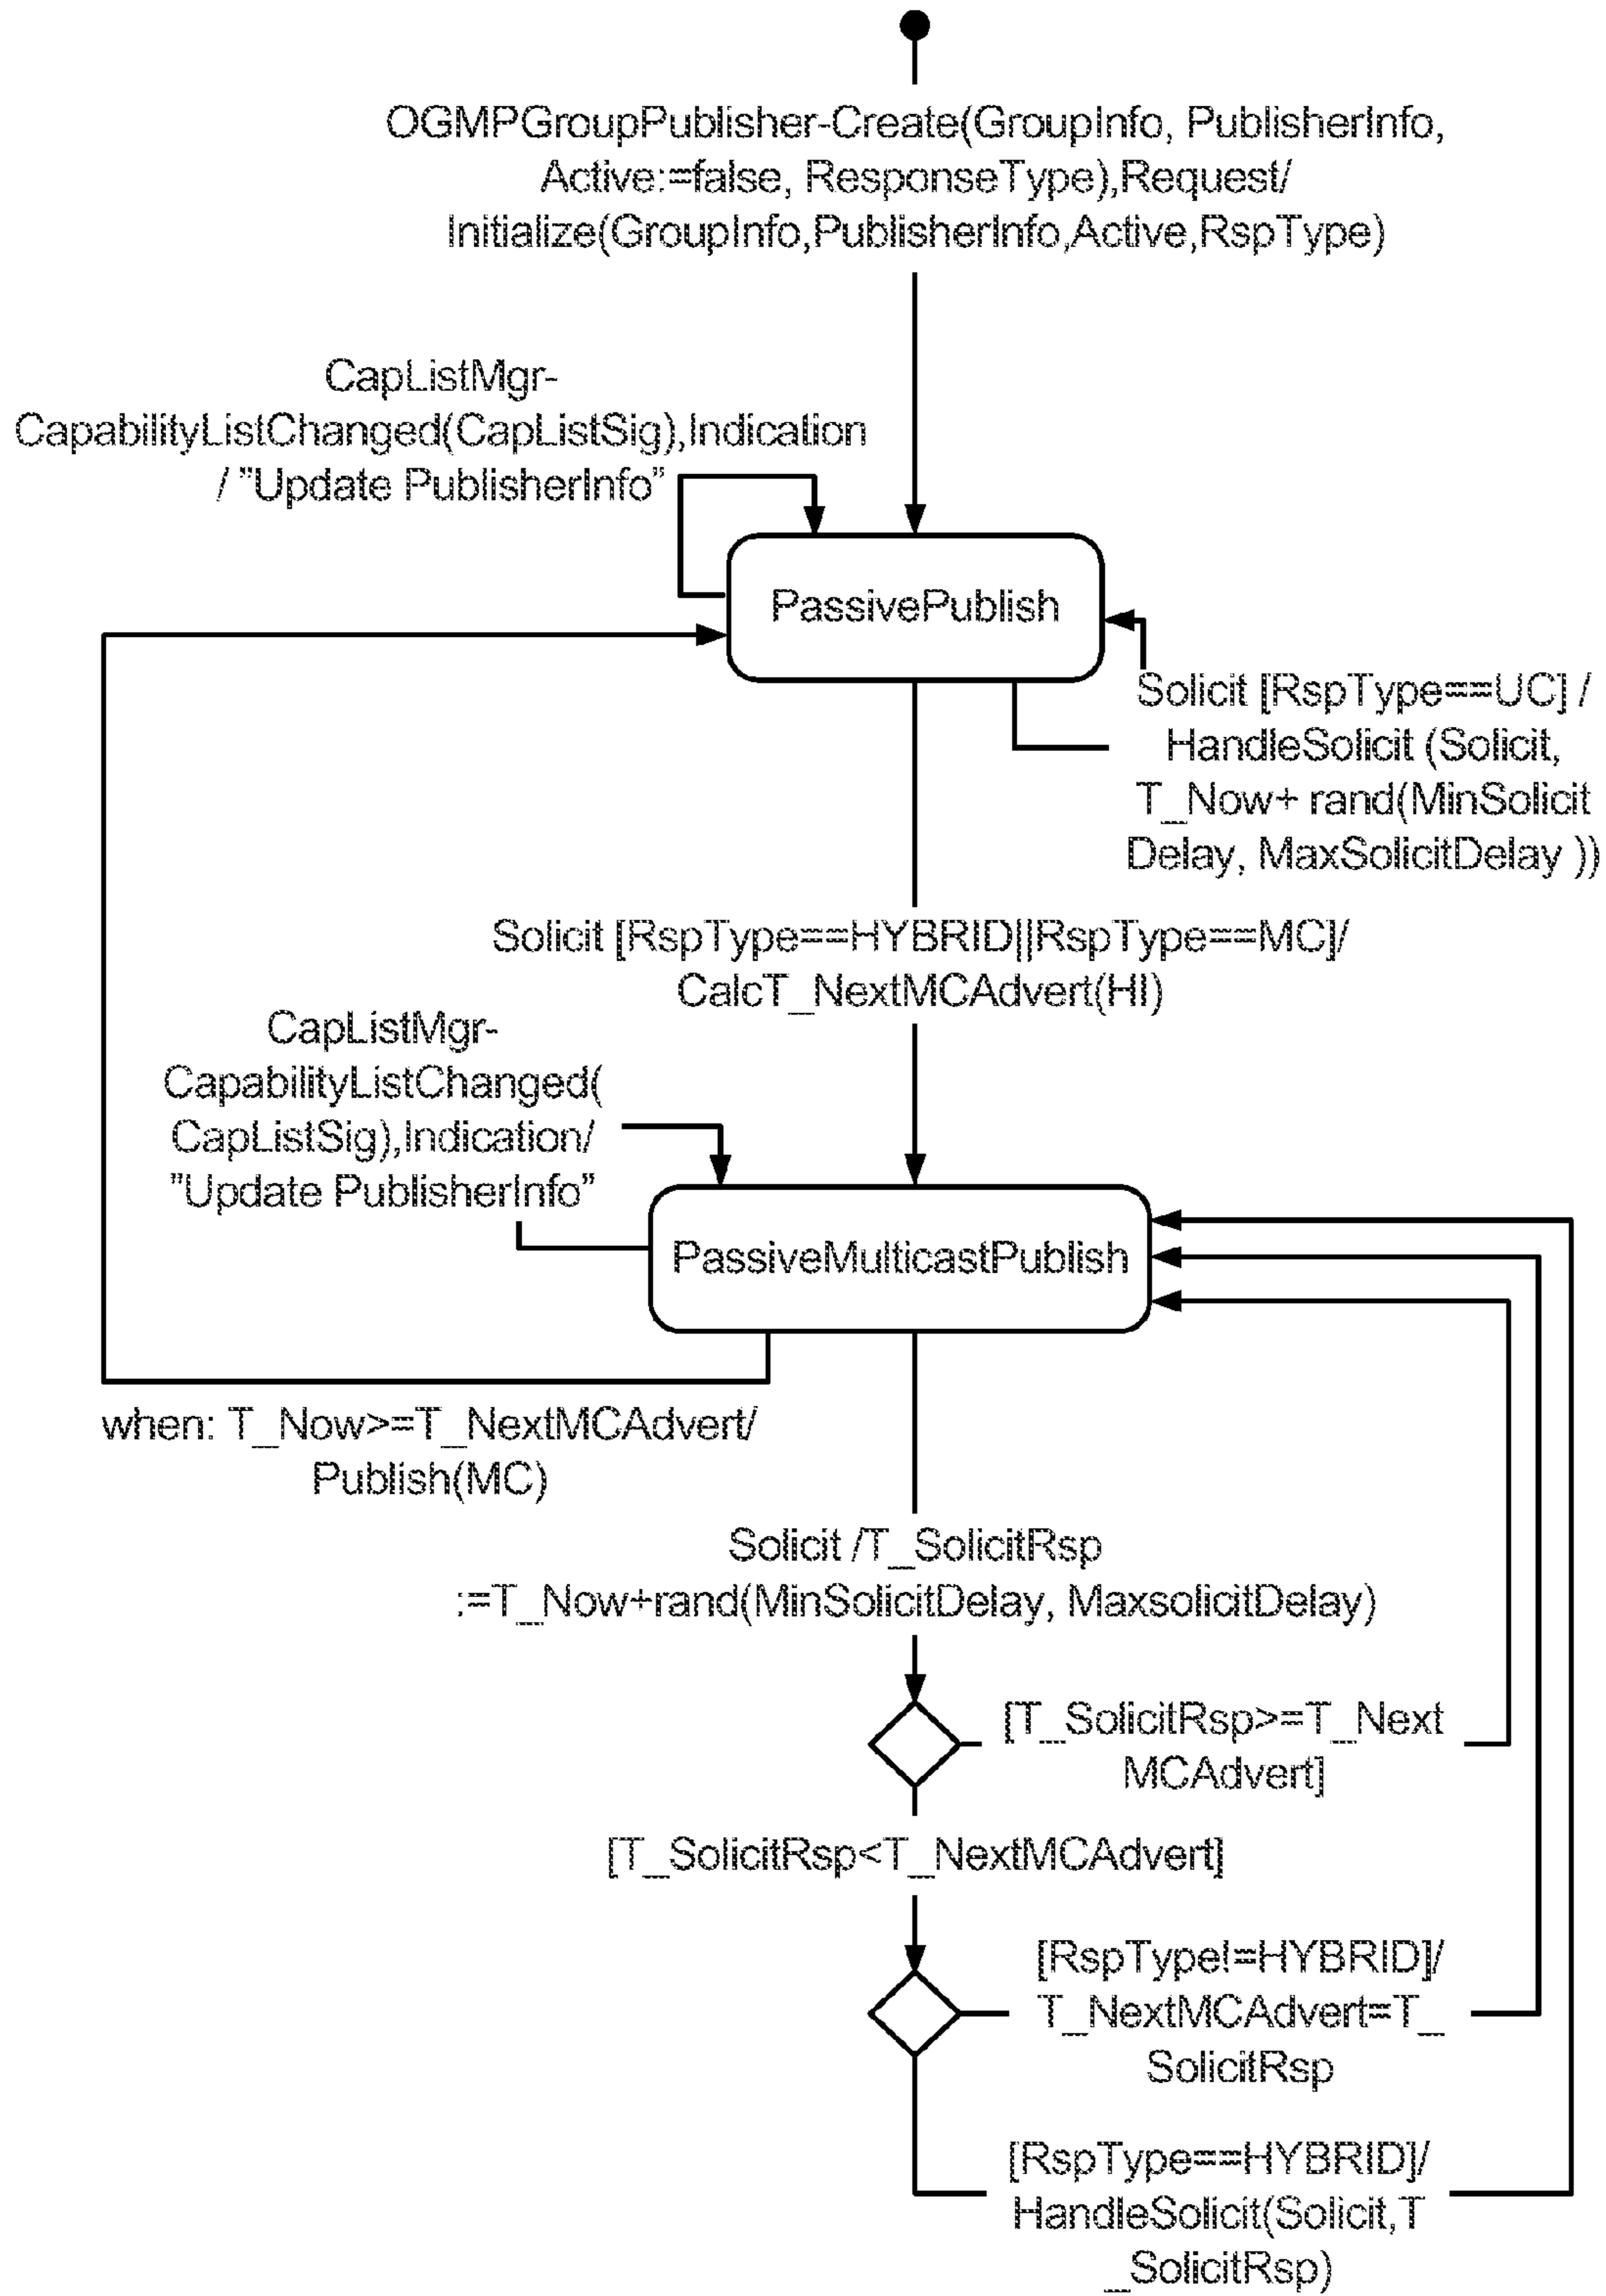 OGMPGroupPublisher-Create(GroupInfo, PublisherInfo,
Active:=false, ResponseType),Request/
Initialize(GroupInfo,PublisherInfo,Active,RspType)
CapListMgr-
CapabilityListChanged(CapListSig),Indication
/ ”Update PublisherInfo”
PassivePublish
Solicit [RspType==UC] /
HandleSolicit (Solicit,
T_Now+ rand(MinSolicit
Delay, MaxSolicitDelay ))
Solicit [RspType==HYBRID||RspType==MC]/
CalcT_NextMCAdvert(HI)
CapListMgr-
CapabilityListChanged(
CapListSig),Indication/
”Update PublisherInfo”
PassiveMulticastPublish
when: T_Now>=T_NextMCAdvert/
Publish(MC)
Solicit /T_SolicitRsp
:=T_Now+rand(MinSolicitDelay, MaxsolicitDelay)
[T_SolicitRsp>=T_Next
MCAdvert]
[T_SolicitRsp<T_NextMCAdvert]
[RspType!=HYBRID]/
T_NextMCAdvert=T_
SolicitRsp
[RspType==HYBRID]/
HandleSolicit(Solicit,T
_SolicitRsp)